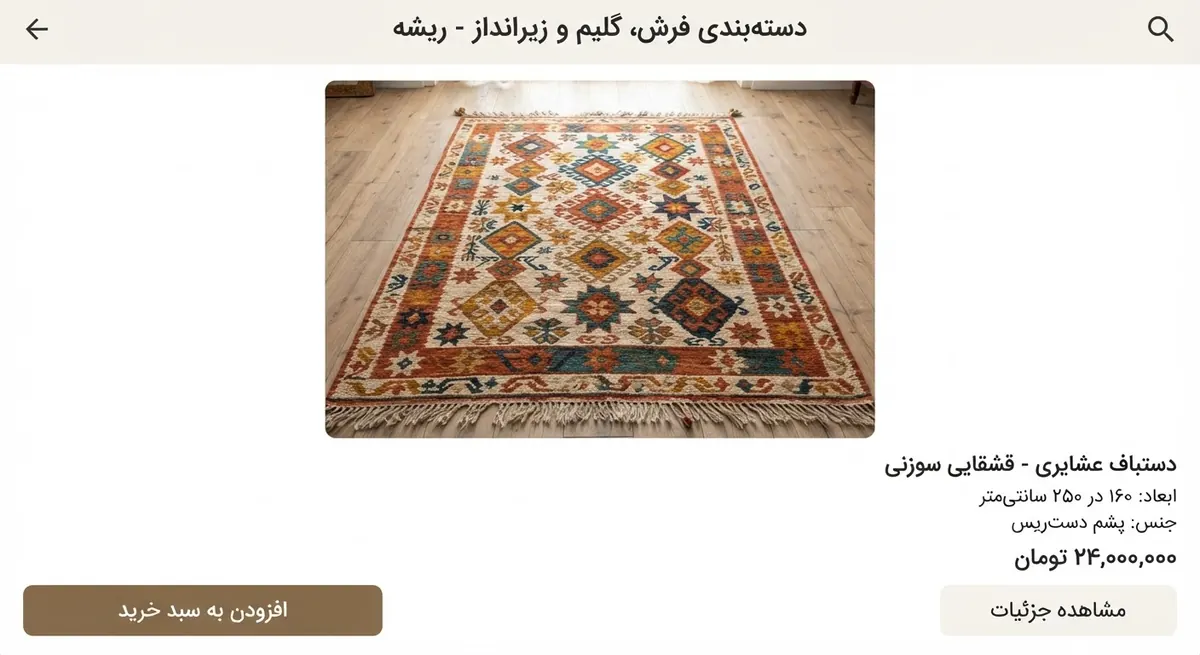 دسته‌بندی فرش، گلیم و زیرانداز - ریشه
دستباف عشایری - قشقایی سوزنی
ابعاد: ۱۶۰ در ۲۵۰ سانتی‌متر
جنس: پشم دست‌ریس
۲۴,۰۰۰,۰۰۰ تومان
مشاهده جزئیات
افزودن به سبد خرید